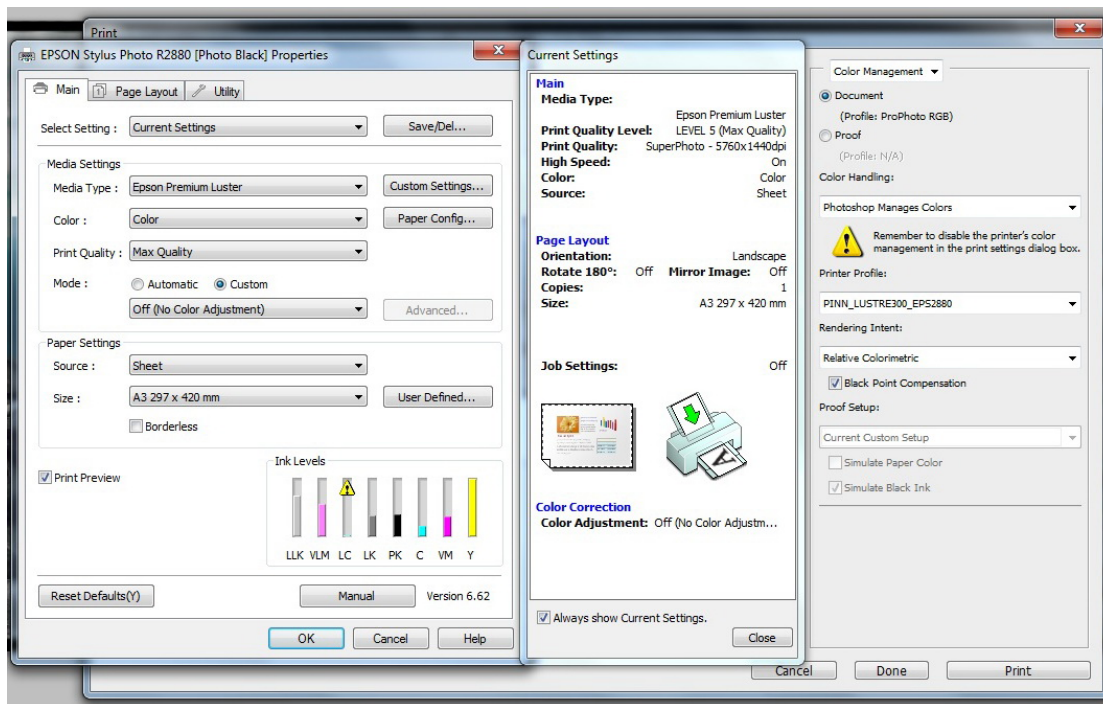 Print
EPSON Stylus Photo R2880 [Photo Black] Properties
Main
Page Layout
Utility
Select Setting :
Current Settings
Save/Del...
Media Settings
Media Type :
Epson Premium Luster
Custom Settings...
Color :
Color
Paper Config...
Print Quality :
Max Quality
Mode :
Automatic
Custom
Off (No Color Adjustment)
Advanced...
Paper Settings
Source :
Sheet
Size :
A3 297 x 420 mm
User Defined...
Borderless
Print Preview
Ink Levels
LLK VLM LC LK PK C VM Y
Reset Defaults(Y)
Manual
Version 6.62
OK
Cancel
Help
Current Settings
Main
Media Type:
Epson Premium Luster
Print Quality Level: LEVEL 5 (Max Quality)
Print Quality: SuperPhoto - 5760x1440dpi
High Speed: On
Color: Color
Source: Sheet
Page Layout
Orientation: Landscape
Rotate 180°: Off Mirror Image: Off
Copies: 1
Size: A3 297 x 420 mm
Job Settings: Off
A
Color Correction
Color Adjustment: Off (No Color Adjustm...
Always show Current Settings.
Close
Color Management
Document
(Profile: ProPhoto RGB)
Proof
(Profile: N/A)
Color Handling:
Photoshop Manages Colors
Remember to disable the printer's color
management in the print settings dialog box.
Printer Profile:
PINN_LUSTRE300_EPS2880
Rendering Intent:
Relative Colorimetric
Black Point Compensation
Proof Setup:
Current Custom Setup
Simulate Paper Color
Simulate Black Ink
Cancel
Done
Print